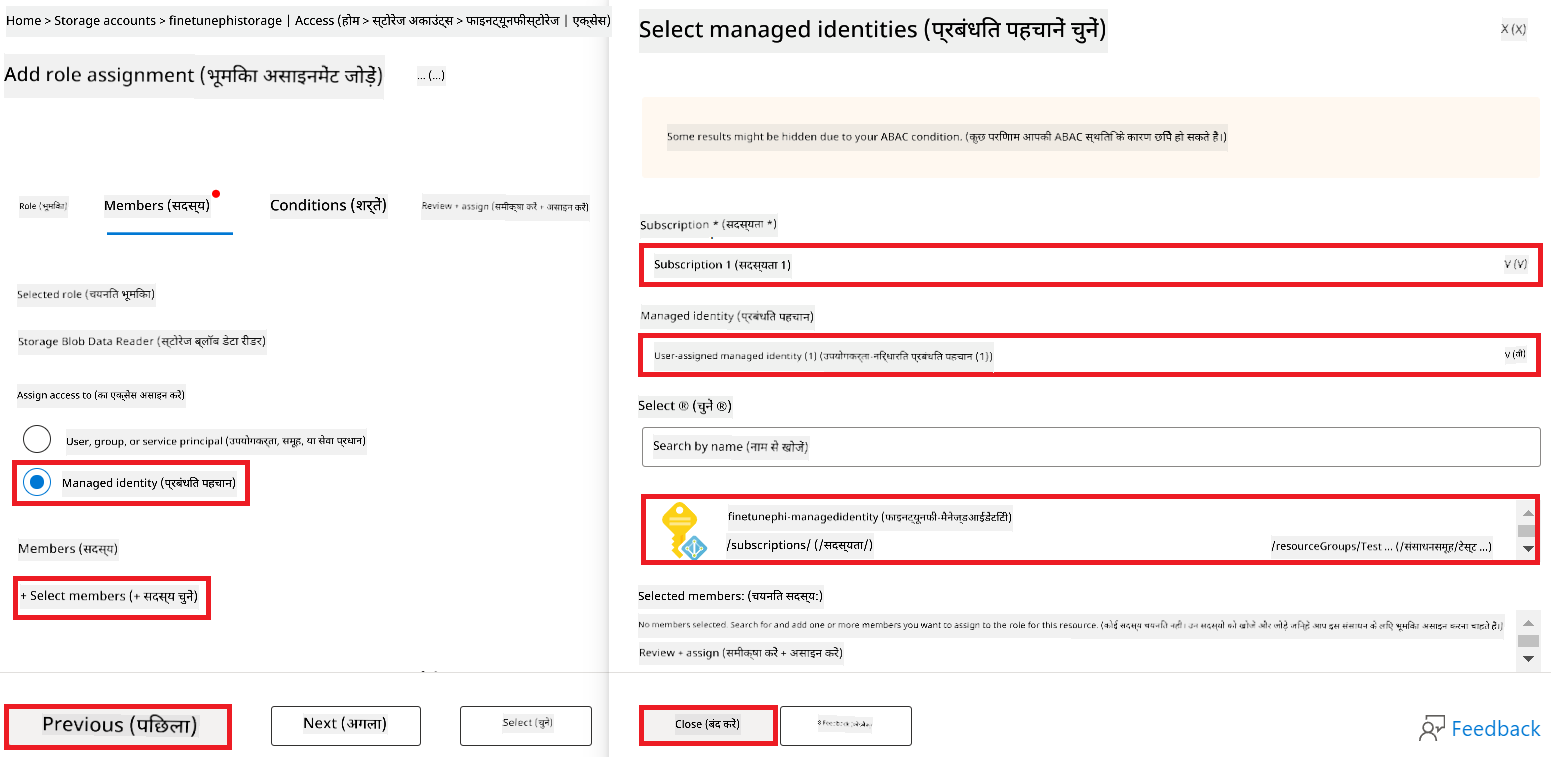 Home > Storage accounts > finetunephistorage | Access (होम > स्टोरेज अकाउंट्स > फाइनट्यूनफीस्टोरेज | एक्सेस)
Add role assignment (भूमिका असाइनमेंट जोड़ें)
... (...)
Role (भूमिका)
Members (सदस्य)
Conditions (शर्तें)
Review + assign (समीक्षा करें + असाइन करें)
Selected role (चयनित भूमिका)
Storage Blob Data Reader (स्टोरेज ब्लॉब डेटा रीडर)
Assign access to (का एक्सेस असाइन करें)
User, group, or service principal (उपयोगकर्ता, समूह, या सेवा प्रधान)
Managed identity (प्रबंधित पहचान)
Members (सदस्य)
+ Select members (+ सदस्य चुनें)
Previous (पिछला)
Next (अगला)
Select (चुनें)
Select managed identities (प्रबंधित पहचानें चुनें)
X (X)
Some results might be hidden due to your ABAC condition. (कुछ परिणाम आपकी ABAC स्थिति के कारण छिपे हो सकते हैं।)
Subscription * (सदस्यता *)
Subscription 1 (सदस्यता 1)
V (V)
Managed identity (प्रबंधित पहचान)
User-assigned managed identity (1) (उपयोगकर्ता-निर्धारित प्रबंधित पहचान (1))
V (वी)
Select ® (चुनें ®)
Search by name (नाम से खोजें)
finetunephi-managedidentity (फाइनट्यूनफी-मैनेज्डआईडेंटिटी)
/subscriptions/ (/सदस्यता/)
/resourceGroups/Test ... (/संसाधनसमूह/टेस्ट ...)
Selected members: (चयनित सदस्य:)
No members selected. Search for and add one or more members you want to assign to the role for this resource. (कोई सदस्य चयनित नहीं। उन सदस्यों को खोजें और जोड़ें जिन्हें आप इस संसाधन के लिए भूमिका असाइन करना चाहते हैं।)
Review + assign (समीक्षा करें + असाइन करें)
Close (बंद करें)
Feedback